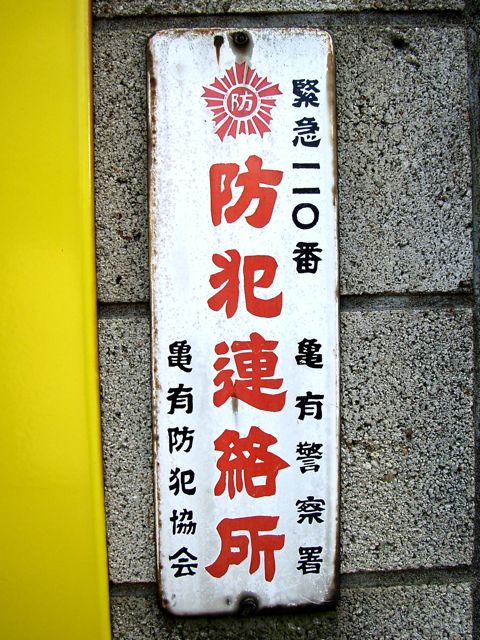 緊急一一〇番 亀有警察署
防
防犯連絡所
亀有防犯協会